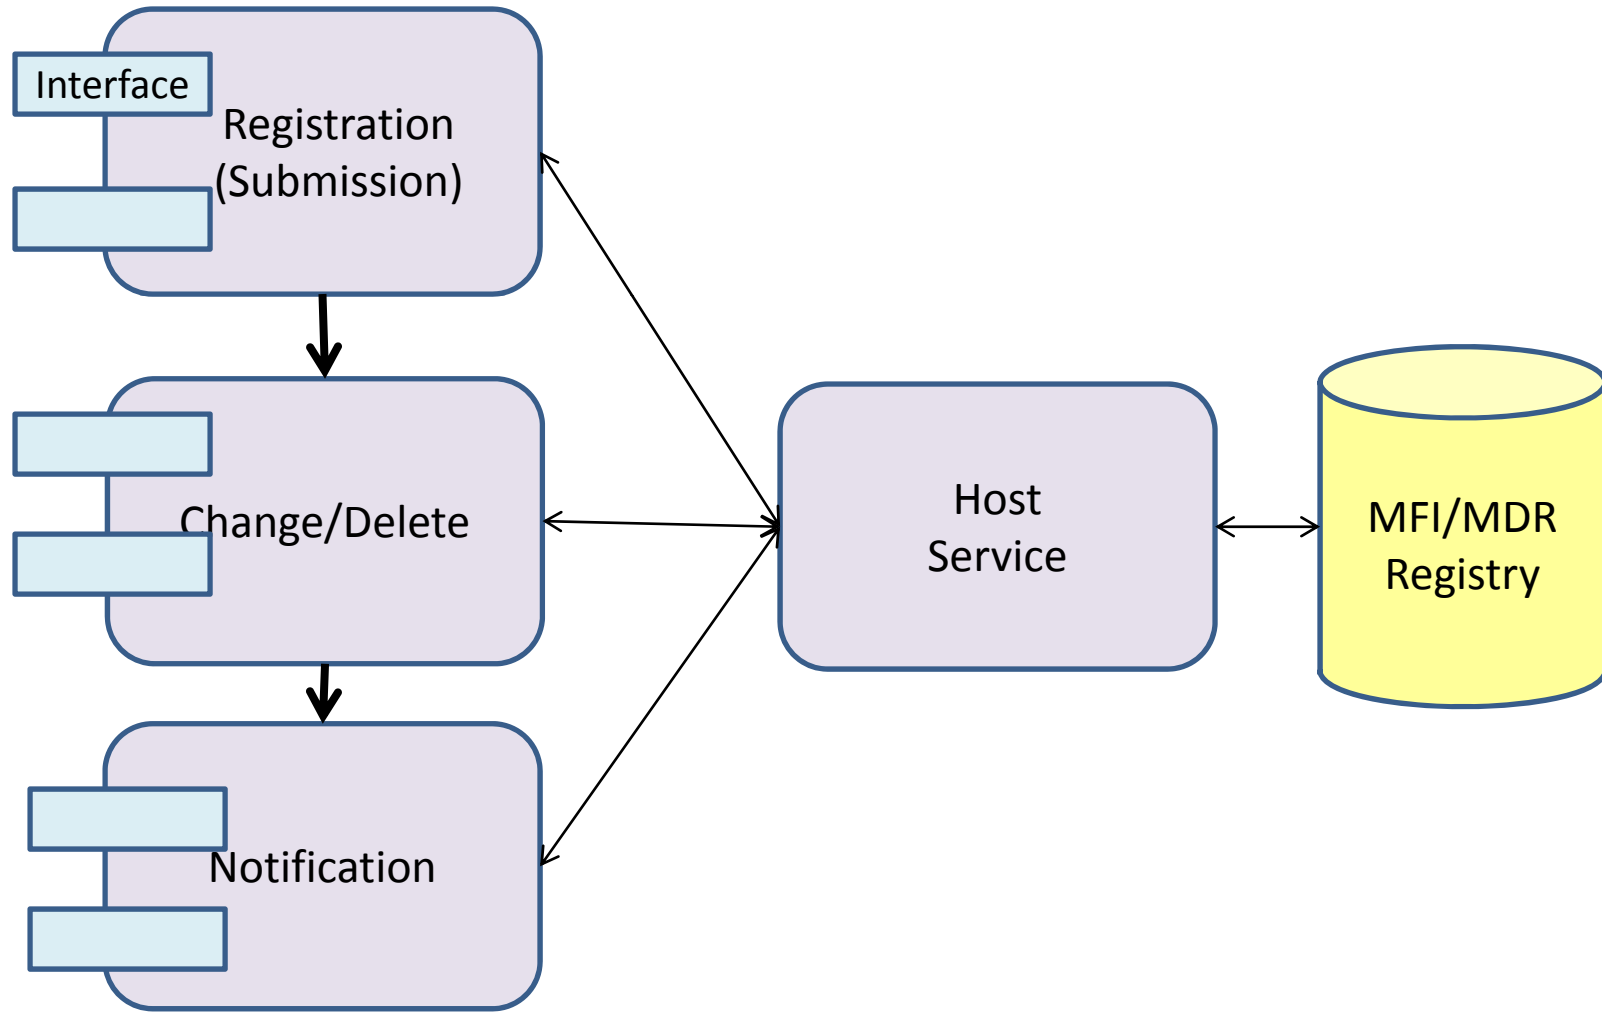 Interface
Registration
(Submission)
Change/Delete
Host
Service
MFI/MDR
Registry
Notification